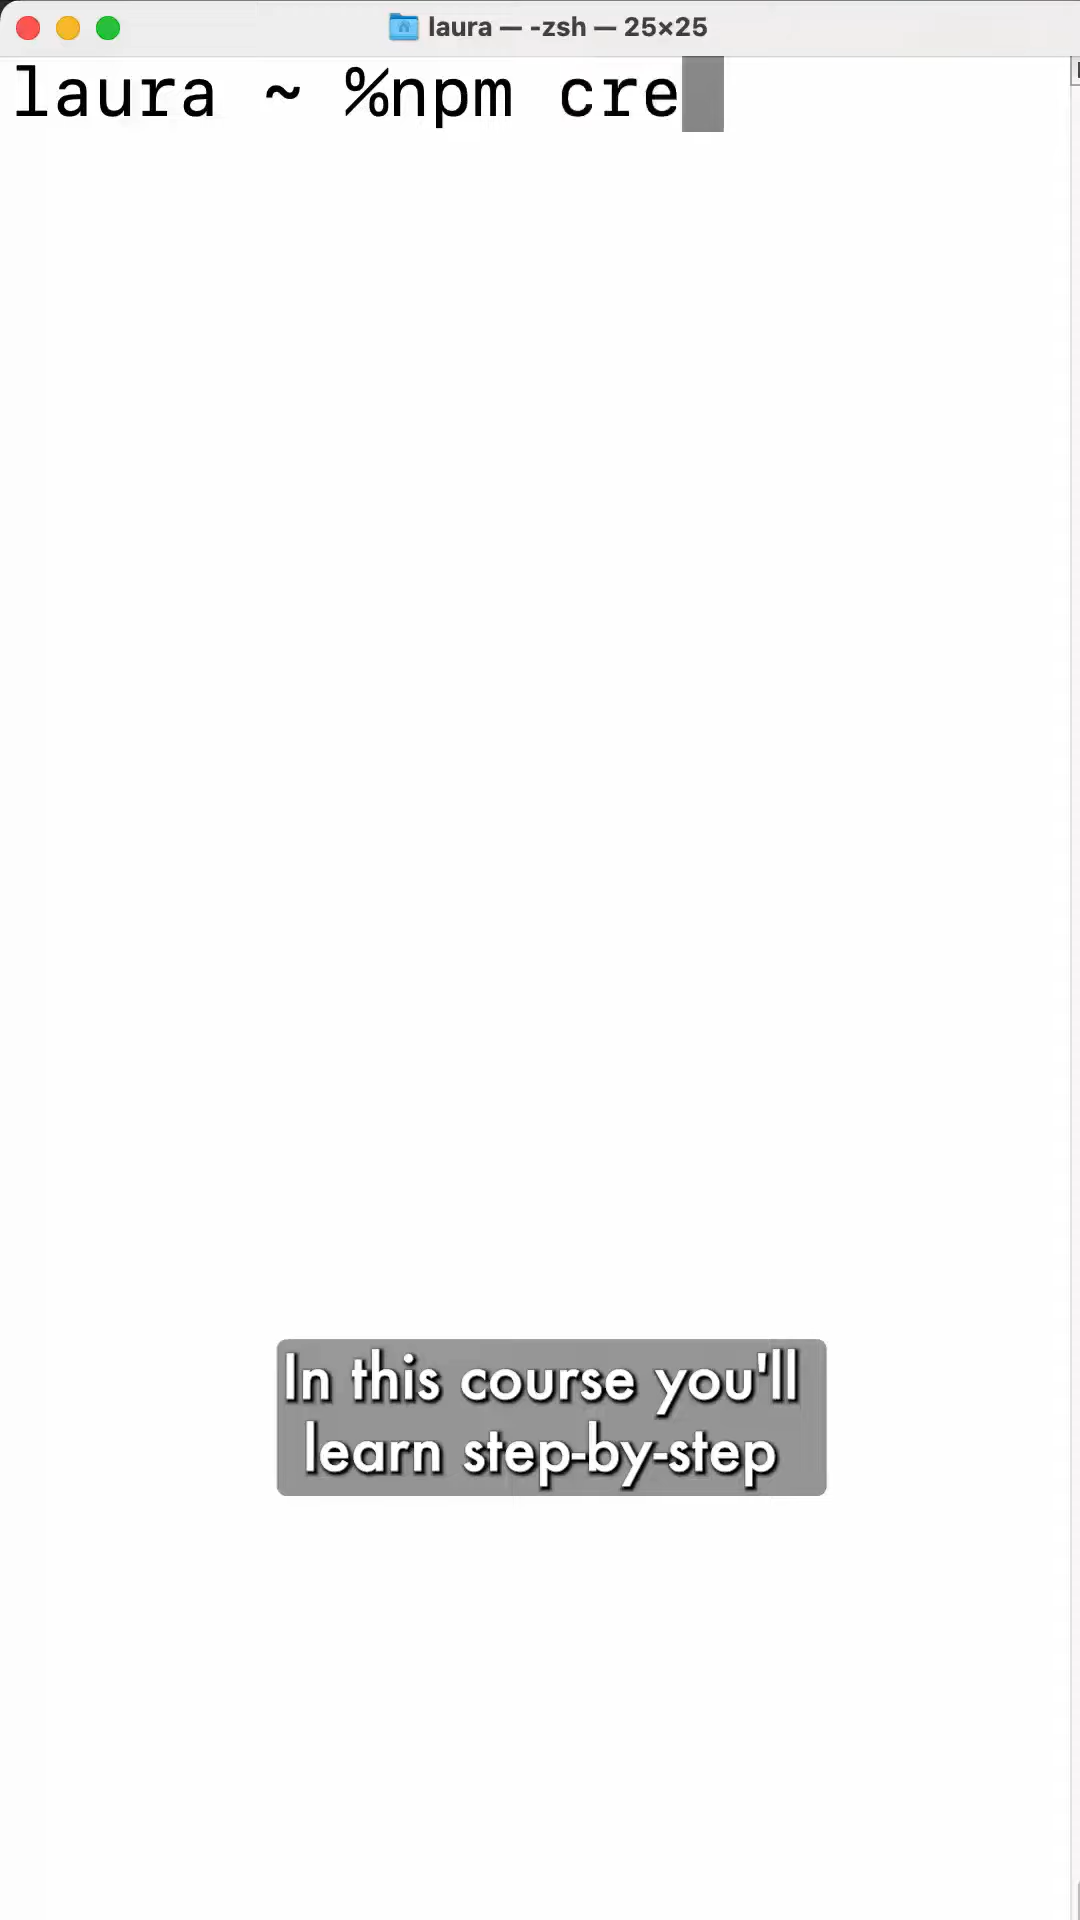 laura — -zsh — 25×25
laura ~ %npm cre
In this course you'll
learn step-by-step